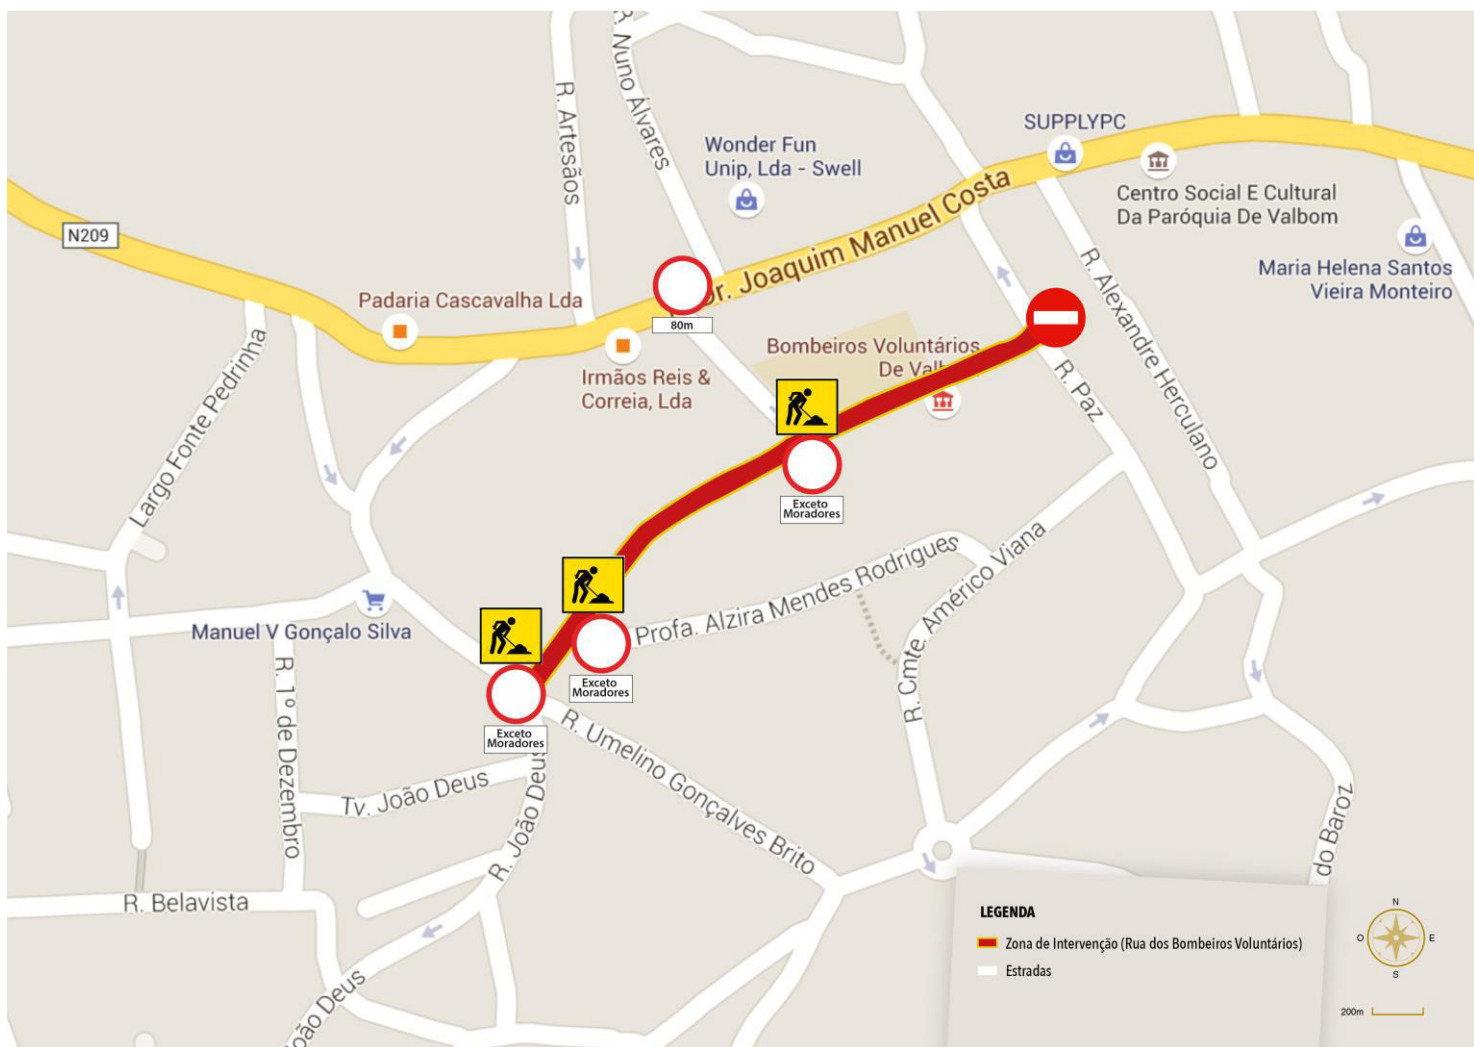 R. Nuno Álvares
R. Artesãos
SUPPLYPC
Wonder Fun
Unip, Lda - Swell
Centro Social E Cultural
Da Paróquia De Valbom
N209
Dr. Joaquim Manuel Costa
Maria Helena Santos
Vieira Monteiro
Padaria Cascavalha Lda
80m
R. Alexandre Herculano
Largo Fonte Pedrinha
Irmãos Reis &
Correia, Lda
Bombeiros Voluntários
De Valb
R. Paz
Exceto
Moradores
R. Cmte. Américo Viana
Profa. Alzira Mendes Rodrigues
Manuel V Gonçalo Silva
Exceto
Moradores
Exceto
Moradores
R. 1º de Dezembro
R. Umelino Gonçalves Brito
Tv. João Deus
R. João Deus
do Baroz
R. Belavista
João Deus
LEGENDA
Zona de Intervenção (Rua dos Bombeiros Voluntários)
Estradas
N
O
E
S
200m